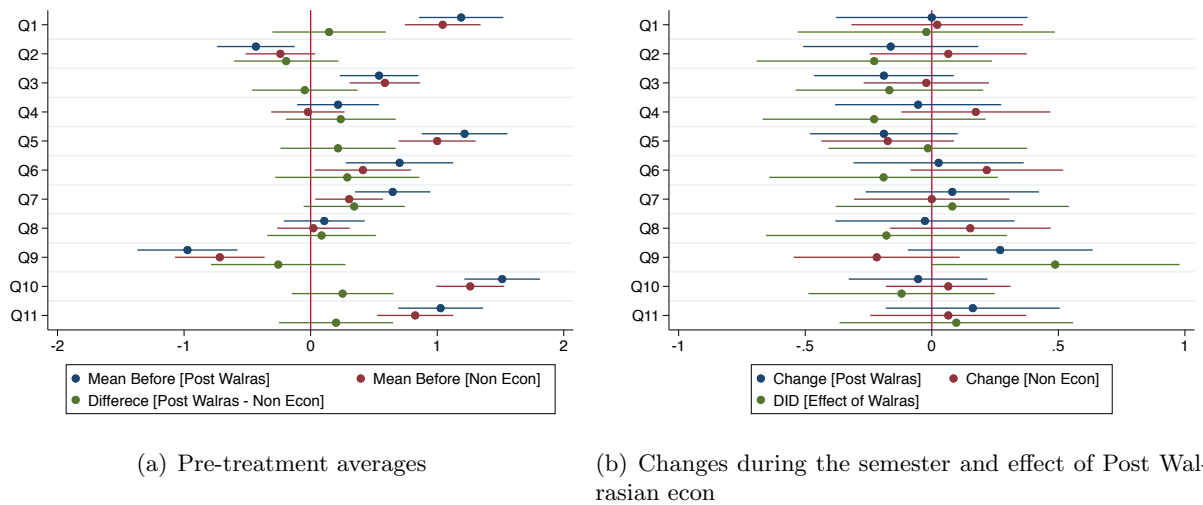 Q1
Q2
Q3
Q4
Q5
Q6
Q7
Q8
Q9
Q10
Q11
-2 -1 0 1 2
Mean Before [Post Walras] Mean Before [Non Econ]
Differece [Post Walras - Non Econ]
(a) Pre-treatment averages
Q1
Q2
Q3
Q4
Q5
Q6
Q7
Q8
Q9
Q10
Q11
-1 -.5 0 .5 1
Change [Post Walras] Change [Non Econ]
DID [Effect of Walras]
(b) Changes during the semester and effect of Post Wal-
rasian econ